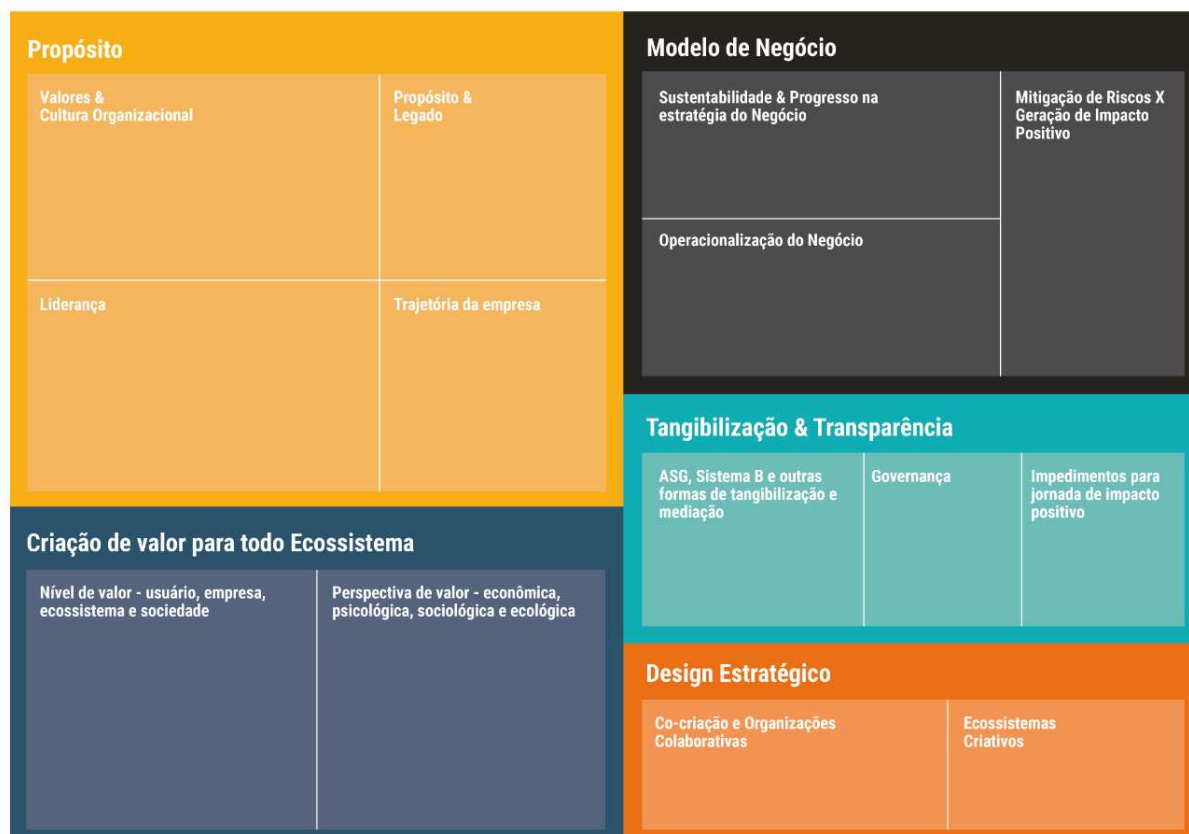 Propósito
Valores &
Cultura Organizacional
Propósito &
Legado
Liderança
Trajetória da empresa
Criação de valor para todo Ecossistema
Nível de valor - usuário, empresa,
ecossistema e sociedade
Perspectiva de valor - econômica,
psicológica, sociológica e ecológica
Modelo de Negócio
Sustentabilidade & Progresso na
estratégia do Negócio
Mitigação de Riscos X
Geração de Impacto
Positivo
Operacionalização do Negócio
Tangibilização & Transparência
ASG, Sistema B e outras
formas de tangibilização e
mediação
Governança
Impedimentos para
jornada de impacto
positivo
Design Estratégico
Co-criação e Organizações
Colaborativas
Ecossistemas
Criativos